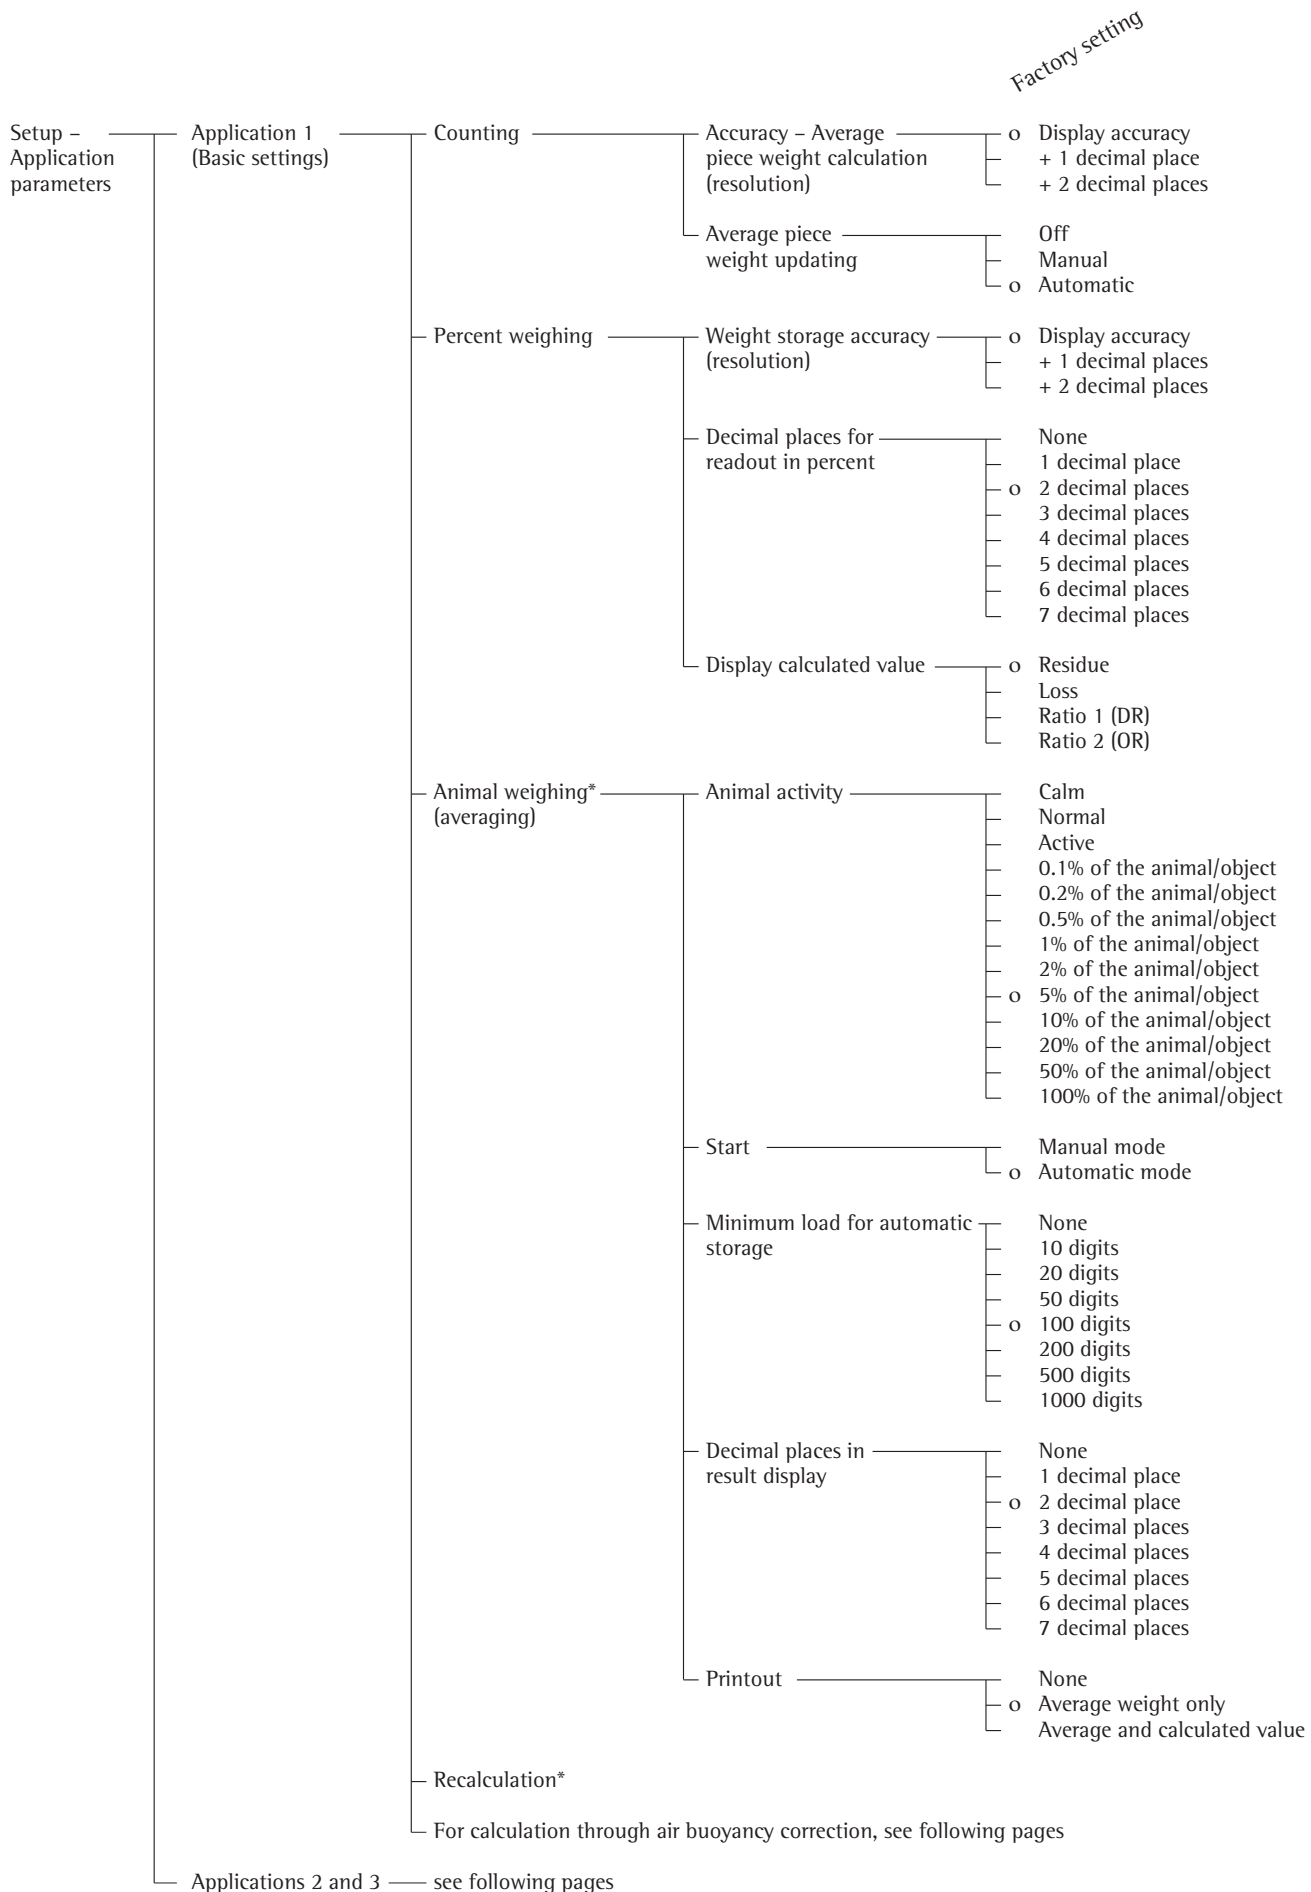 Factory setting
Setup –
Application
parameters
Application 1
(Basic settings)
Counting
Accuracy – Average
piece weight calculation
(resolution)
o Display accuracy
+ 1 decimal place
+ 2 decimal places
Average piece
weight updating
Off
Manual
o Automatic
Percent weighing
Weight storage accuracy
(resolution)
o Display accuracy
+ 1 decimal places
+ 2 decimal places
Decimal places for
readout in percent
None
1 decimal place
o 2 decimal places
3 decimal places
4 decimal places
5 decimal places
6 decimal places
7 decimal places
Display calculated value
o Residue
Loss
Ratio 1 (DR)
Ratio 2 (OR)
Animal weighing*
(averaging)
Animal activity
Calm
Normal
Active
0.1% of the animal/object
0.2% of the animal/object
0.5% of the animal/object
1% of the animal/object
2% of the animal/object
o 5% of the animal/object
10% of the animal/object
20% of the animal/object
50% of the animal/object
100% of the animal/object
Start
Manual mode
o Automatic mode
Minimum load for automatic
storage
None
10 digits
20 digits
50 digits
o 100 digits
200 digits
500 digits
1000 digits
Decimal places in
result display
None
1 decimal place
o 2 decimal place
3 decimal places
4 decimal places
5 decimal places
6 decimal places
7 decimal places
Printout
None
o Average weight only
Average and calculated value
Recalculation*
For calculation through air buoyancy correction, see following pages
Applications 2 and 3
see following pages